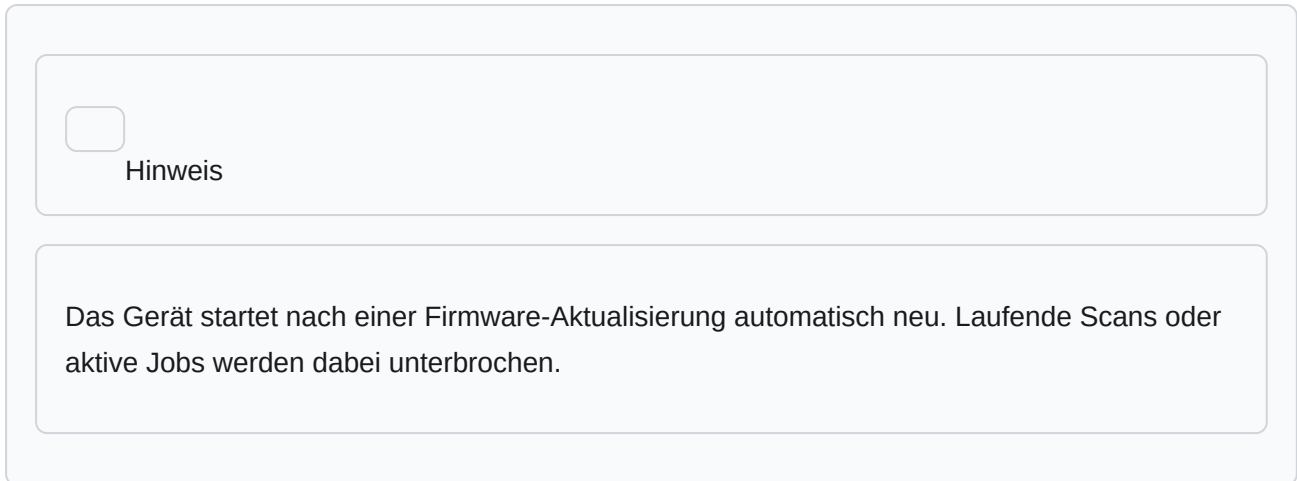 Hinweis
Das Gerät startet nach einer Firmware-Aktualisierung automatisch neu. Laufende Scans oder
aktive Jobs werden dabei unterbrochen.